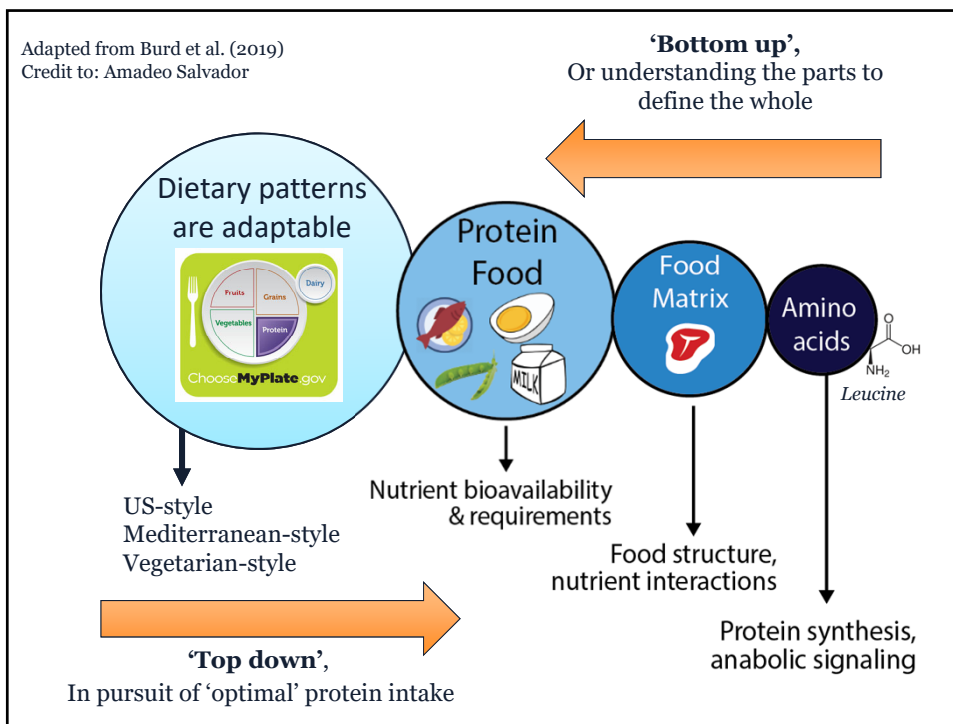 Adapted from Burd et al. (2019)
Credit to: Amadeo Salvador
‘Bottom up’,
Or understanding the parts to
define the whole
Dietary patterns
are adaptable
Fruits
Grains
Dairy
Vegetables
Protein
ChooseMyPlate.gov
Protein
Food
MILK
Food
Matrix
Amino
acids
O
OH
NH₂
Leucine
US-style
Mediterranean-style
Vegetarian-style
Nutrient bioavailability
& requirements
Food structure,
nutrient interactions
Protein synthesis,
anabolic signaling
‘Top down’,
In pursuit of ‘optimal’ protein intake